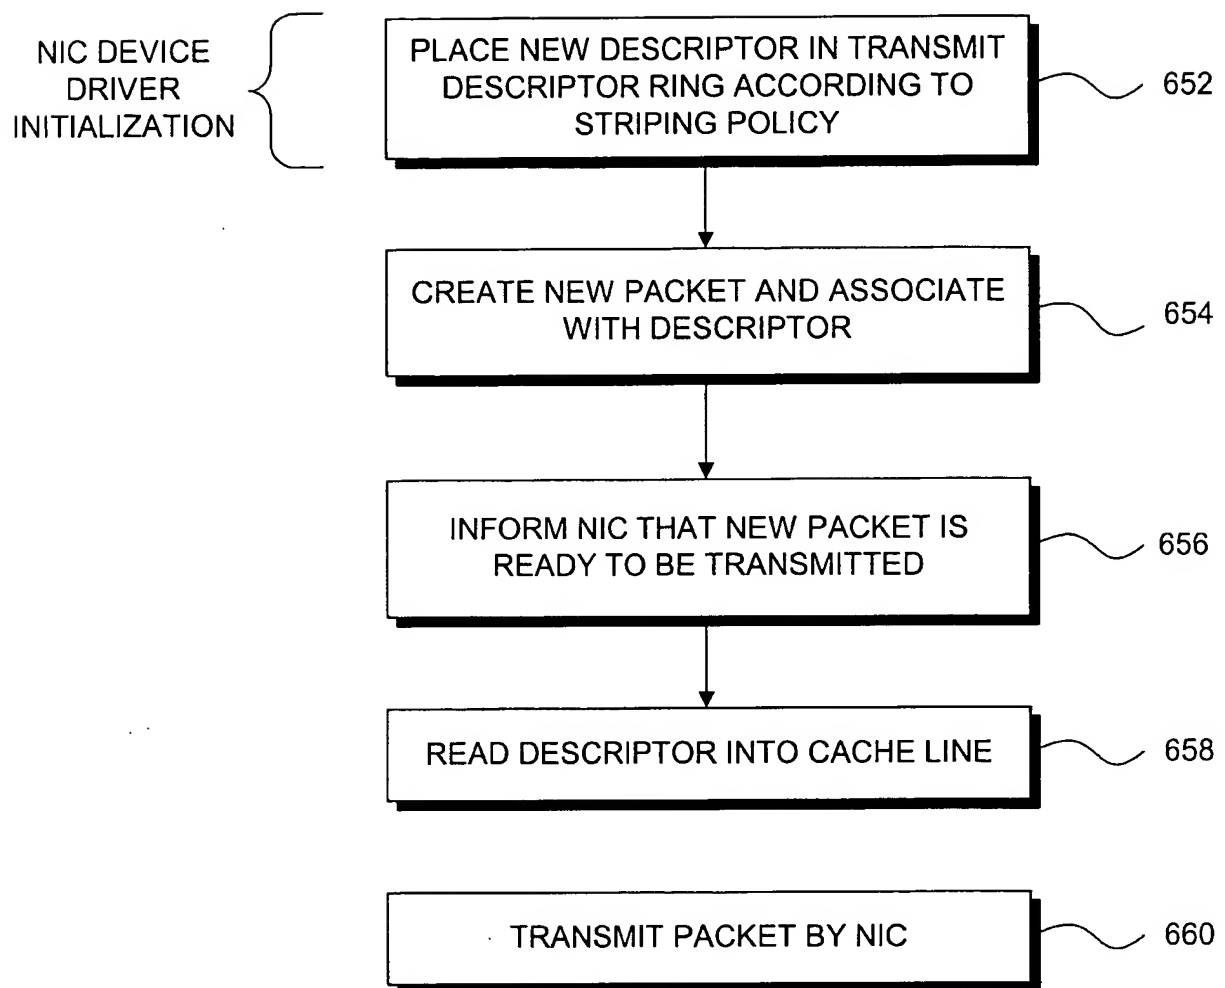 NIC DEVICE
DRIVER
INITIALIZATION
PLACE NEW DESCRIPTOR IN TRANSMIT
DESCRIPTOR RING ACCORDING TO
STRIPING POLICY
652
CREATE NEW PACKET AND ASSOCIATE
WITH DESCRIPTOR
654
INFORM NIC THAT NEW PACKET IS
READY TO BE TRANSMITTED
656
READ DESCRIPTOR INTO CACHE LINE
658
TRANSMIT PACKET BY NIC
660